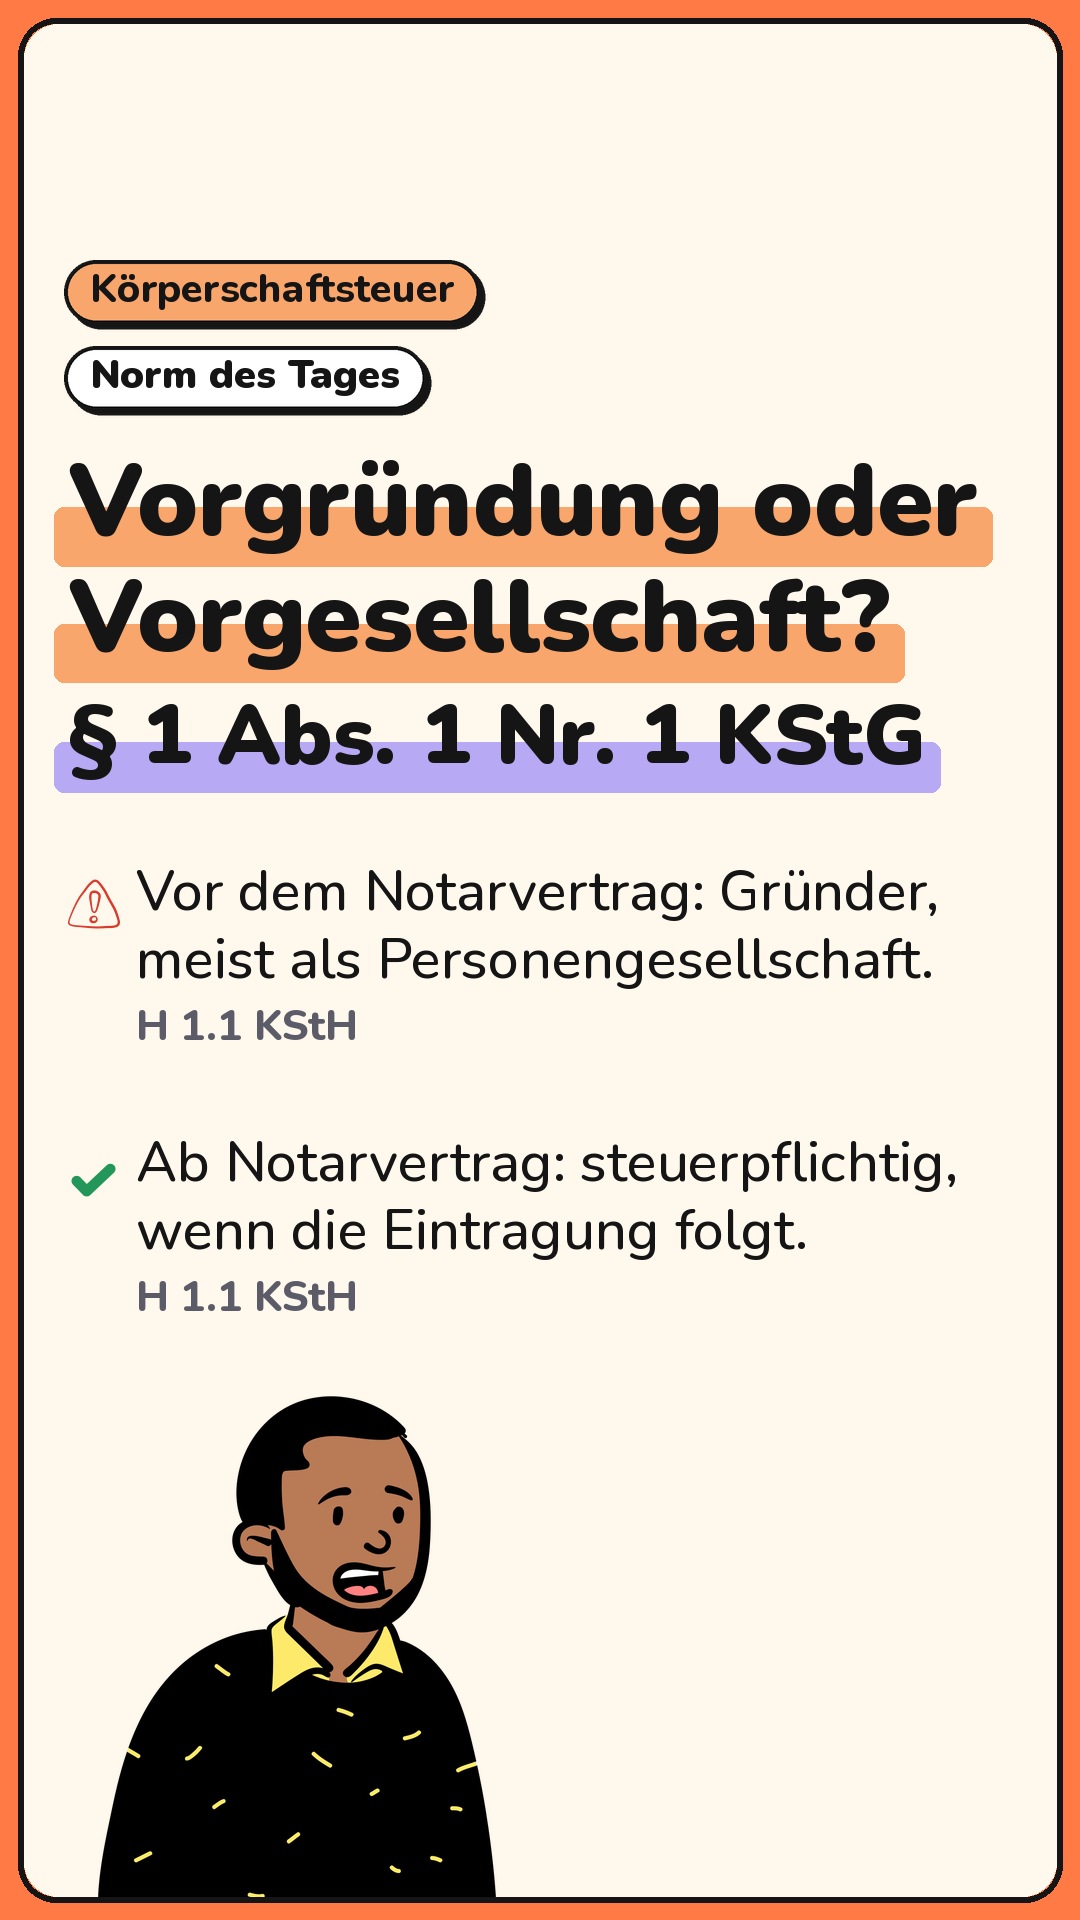 Körperschaftsteuer
Norm des Tages
Vorgründung oder
Vorgesellschaft?
§ 1 Abs. 1 Nr. 1 KStG
Vor dem Notarvertrag: Gründer,
meist als Personengesellschaft.
H 1.1 KStH
Ab Notarvertrag: steuerpflichtig,
wenn die Eintragung folgt.
H 1.1 KStH